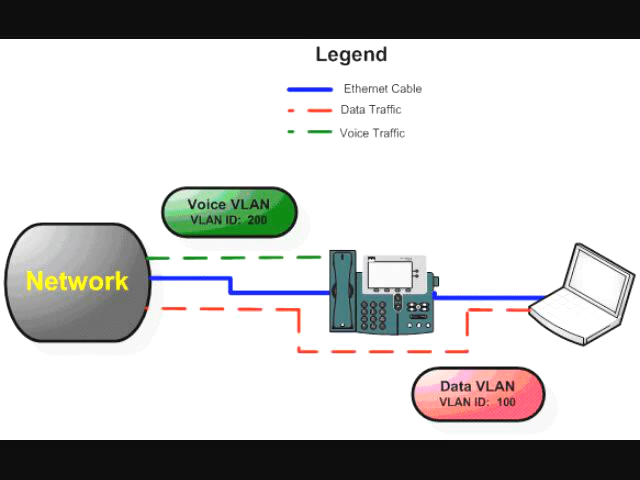 Legend
Ethernet Cable
Data Traffic
Voice Traffic
Voice VLAN
VLAN ID: 200
Network
Data VLAN
VLAN ID: 100